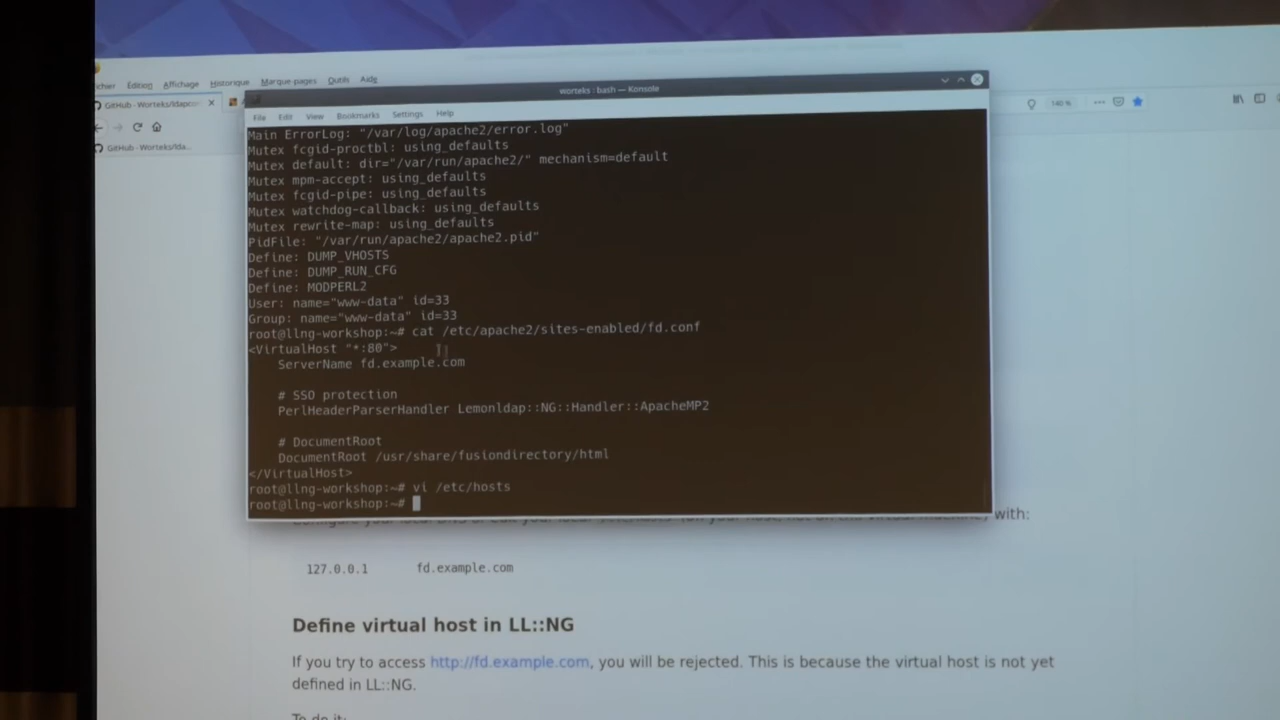 Édition Affichage Historique Marque-pages Outils Aide
worteks : bash — Konsole
GitHub - Worteks/ldapcon
140 %
File Edit View Bookmarks Settings Help
GitHub - Worteks/lda...
Main ErrorLog: "/var/log/apache2/error.log"
Mutex fcgid-proctbl: using_defaults
Mutex default: dir="/var/run/apache2/" mechanism=default
Mutex mpm-accept: using_defaults
Mutex fcgid-pipe: using_defaults
Mutex watchdog-callback: using_defaults
Mutex rewrite-map: using_defaults
PidFile: "/var/run/apache2/apache2.pid"
Define: DUMP_VHOSTS
Define: DUMP_RUN_CFG
Define: MODPERL2
User: name="www-data" id=33
Group: name="www-data" id=33
root@llng-workshop:~# cat /etc/apache2/sites-enabled/fd.conf
<VirtualHost "*:80">
ServerName fd.example.com
# SSO protection
PerlHeaderParserHandler Lemonldap::NG::Handler::ApacheMP2
# DocumentRoot
DocumentRoot /usr/share/fusiondirectory/html
</VirtualHost>
root@llng-workshop:~# vi /etc/hosts
root@llng-workshop:~#
with:
127.0.0.1 fd.example.com
Define virtual host in LL::NG
If you try to access http://fd.example.com, you will be rejected. This is because the virtual host is not yet
defined in LL::NG.
To do it: